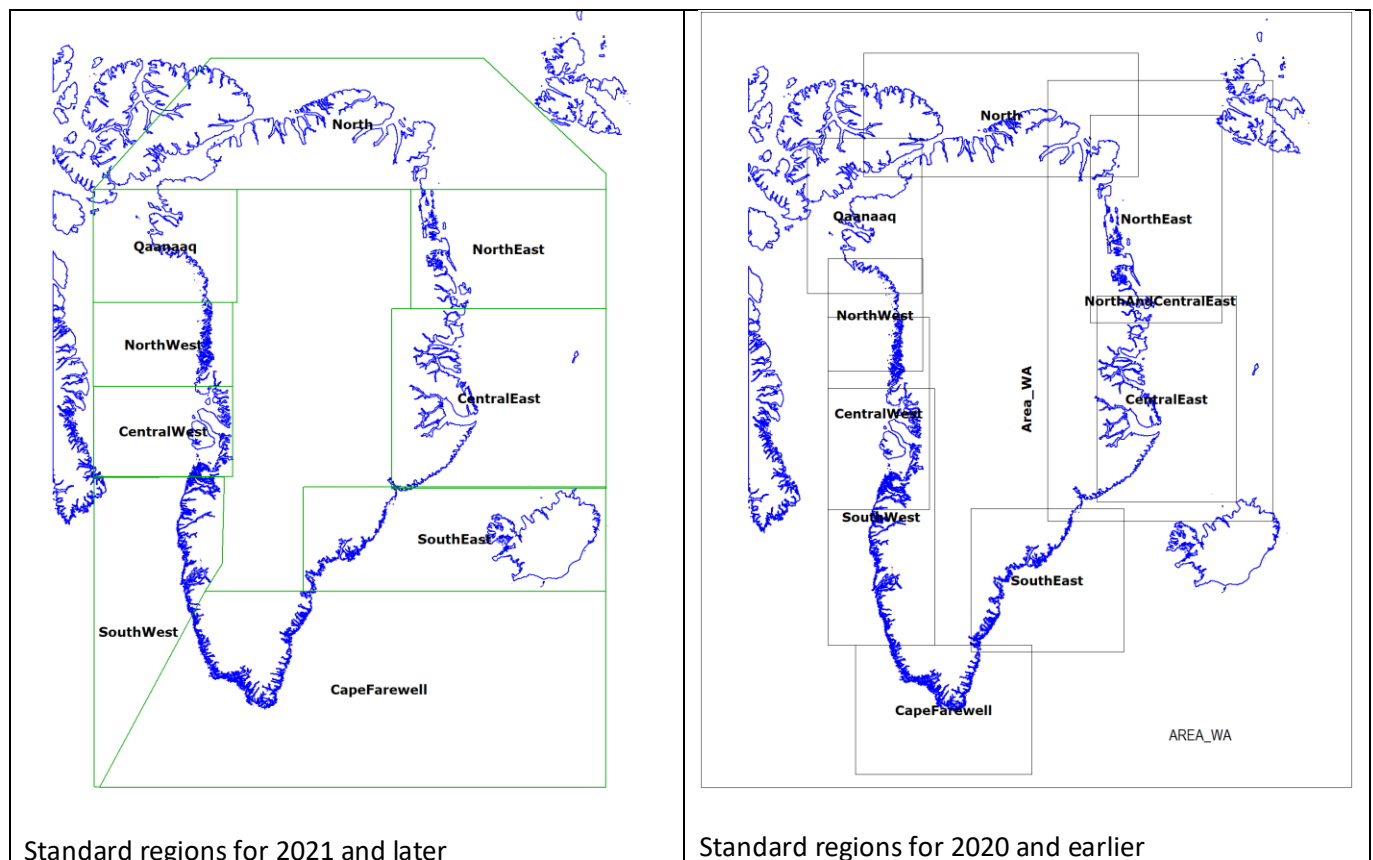 North
Qaanaaq
NorthEast
NorthWest
CentralEast
CentralWest
SouthEast
SouthWest
CapeFarewell
Standard regions for 2021 and later
North
Qaanaaq
NorthEast
NorthAndCentralEast
NorthWest
Area_WA
CentralEast
CentralWest
SouthWest
SouthEast
CapeFarewell
AREA_WA
Standard regions for 2020 and earlier